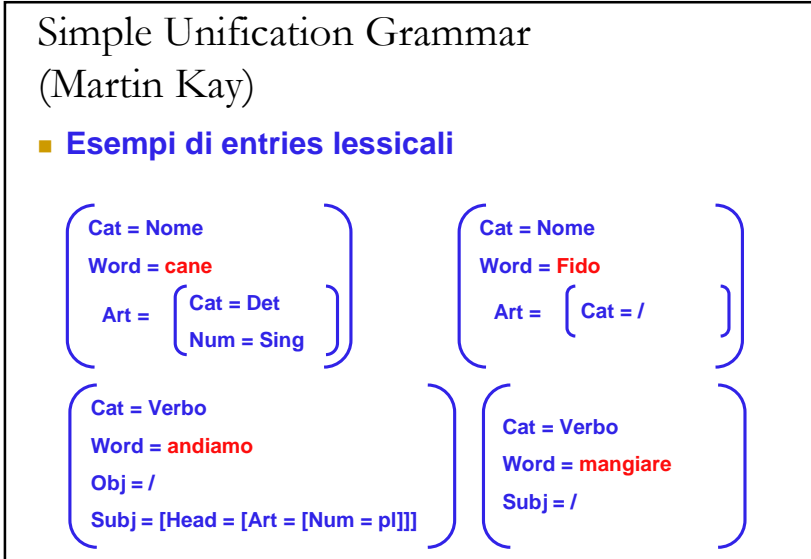 Simple Unification Grammar
(Martin Kay)
Esempi di entries lessicali
Cat = Nome
Word = cane
Art =
Cat = Det
Num = Sing
Cat = Nome
Word = Fido
Art =
Cat = /
Cat = Verbo
Word = andiamo
Obj = /
Subj = [Head = [Art = [Num = pl]]]
Cat = Verbo
Word = mangiare
Subj = /